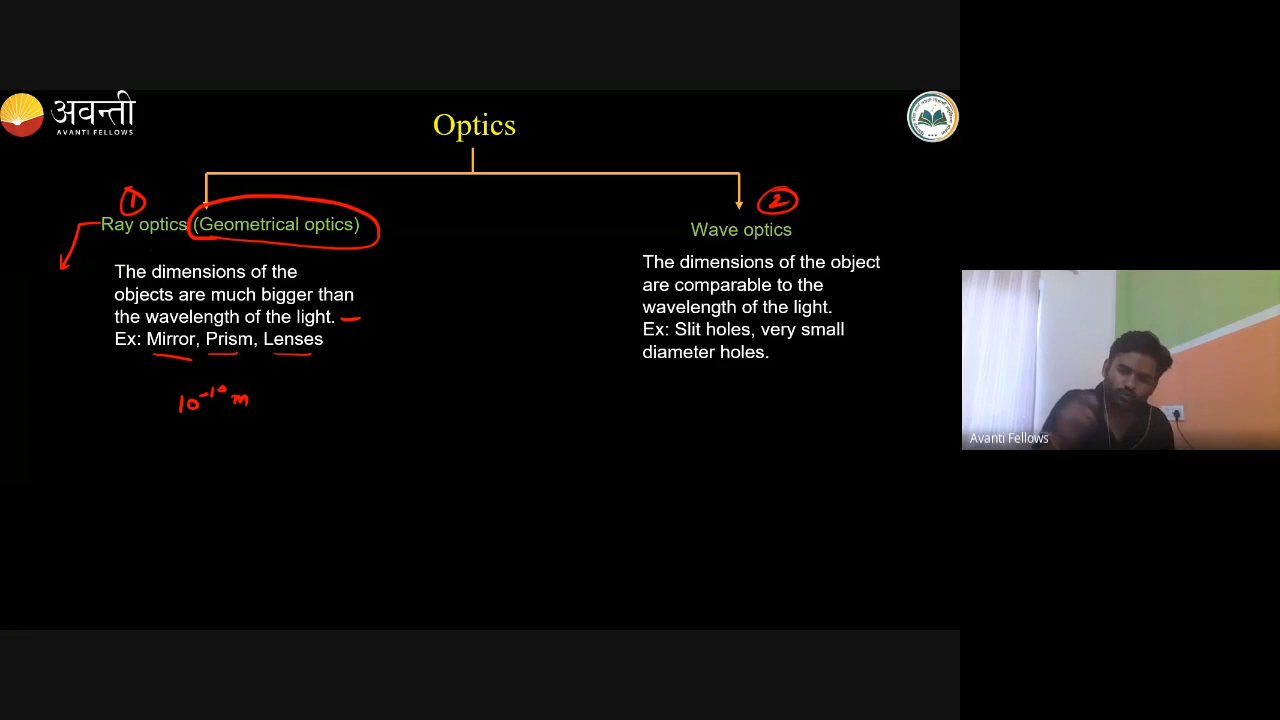 अवन्ती
AVANTI FELLOWS
Optics
1
2
Ray optics (Geometrical optics)
Wave optics
The dimensions of the
objects are much bigger than
the wavelength of the light.
Ex: Mirror, Prism, Lenses
10⁻¹⁰ m
The dimensions of the object
are comparable to the
wavelength of the light.
Ex: Slit holes, very small
diameter holes.
Avanti Fellows